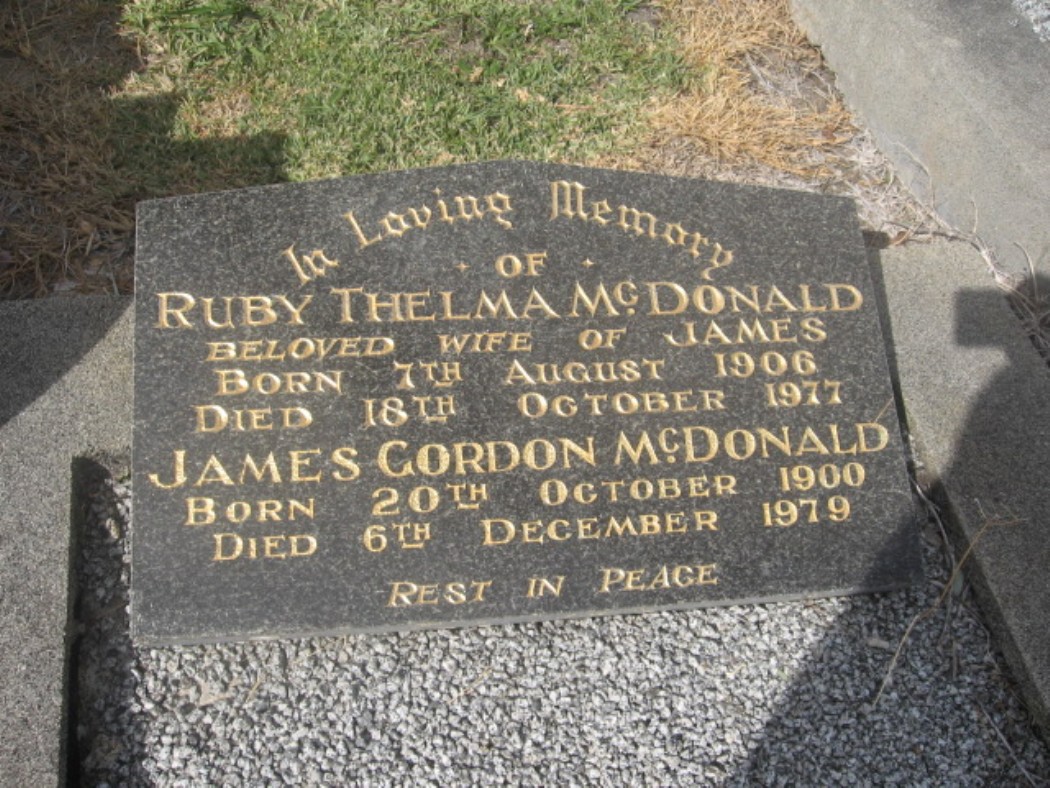 In Loving Memory
OF
RUBY THELMA McDONALD
BELOVED WIFE OF JAMES
BORN 7TH AUGUST 1906
DIED 18TH OCTOBER 1977
JAMES GORDON McDONALD
BORN 20TH OCTOBER 1900
DIED 6TH DECEMBER 1979
REST IN PEACE